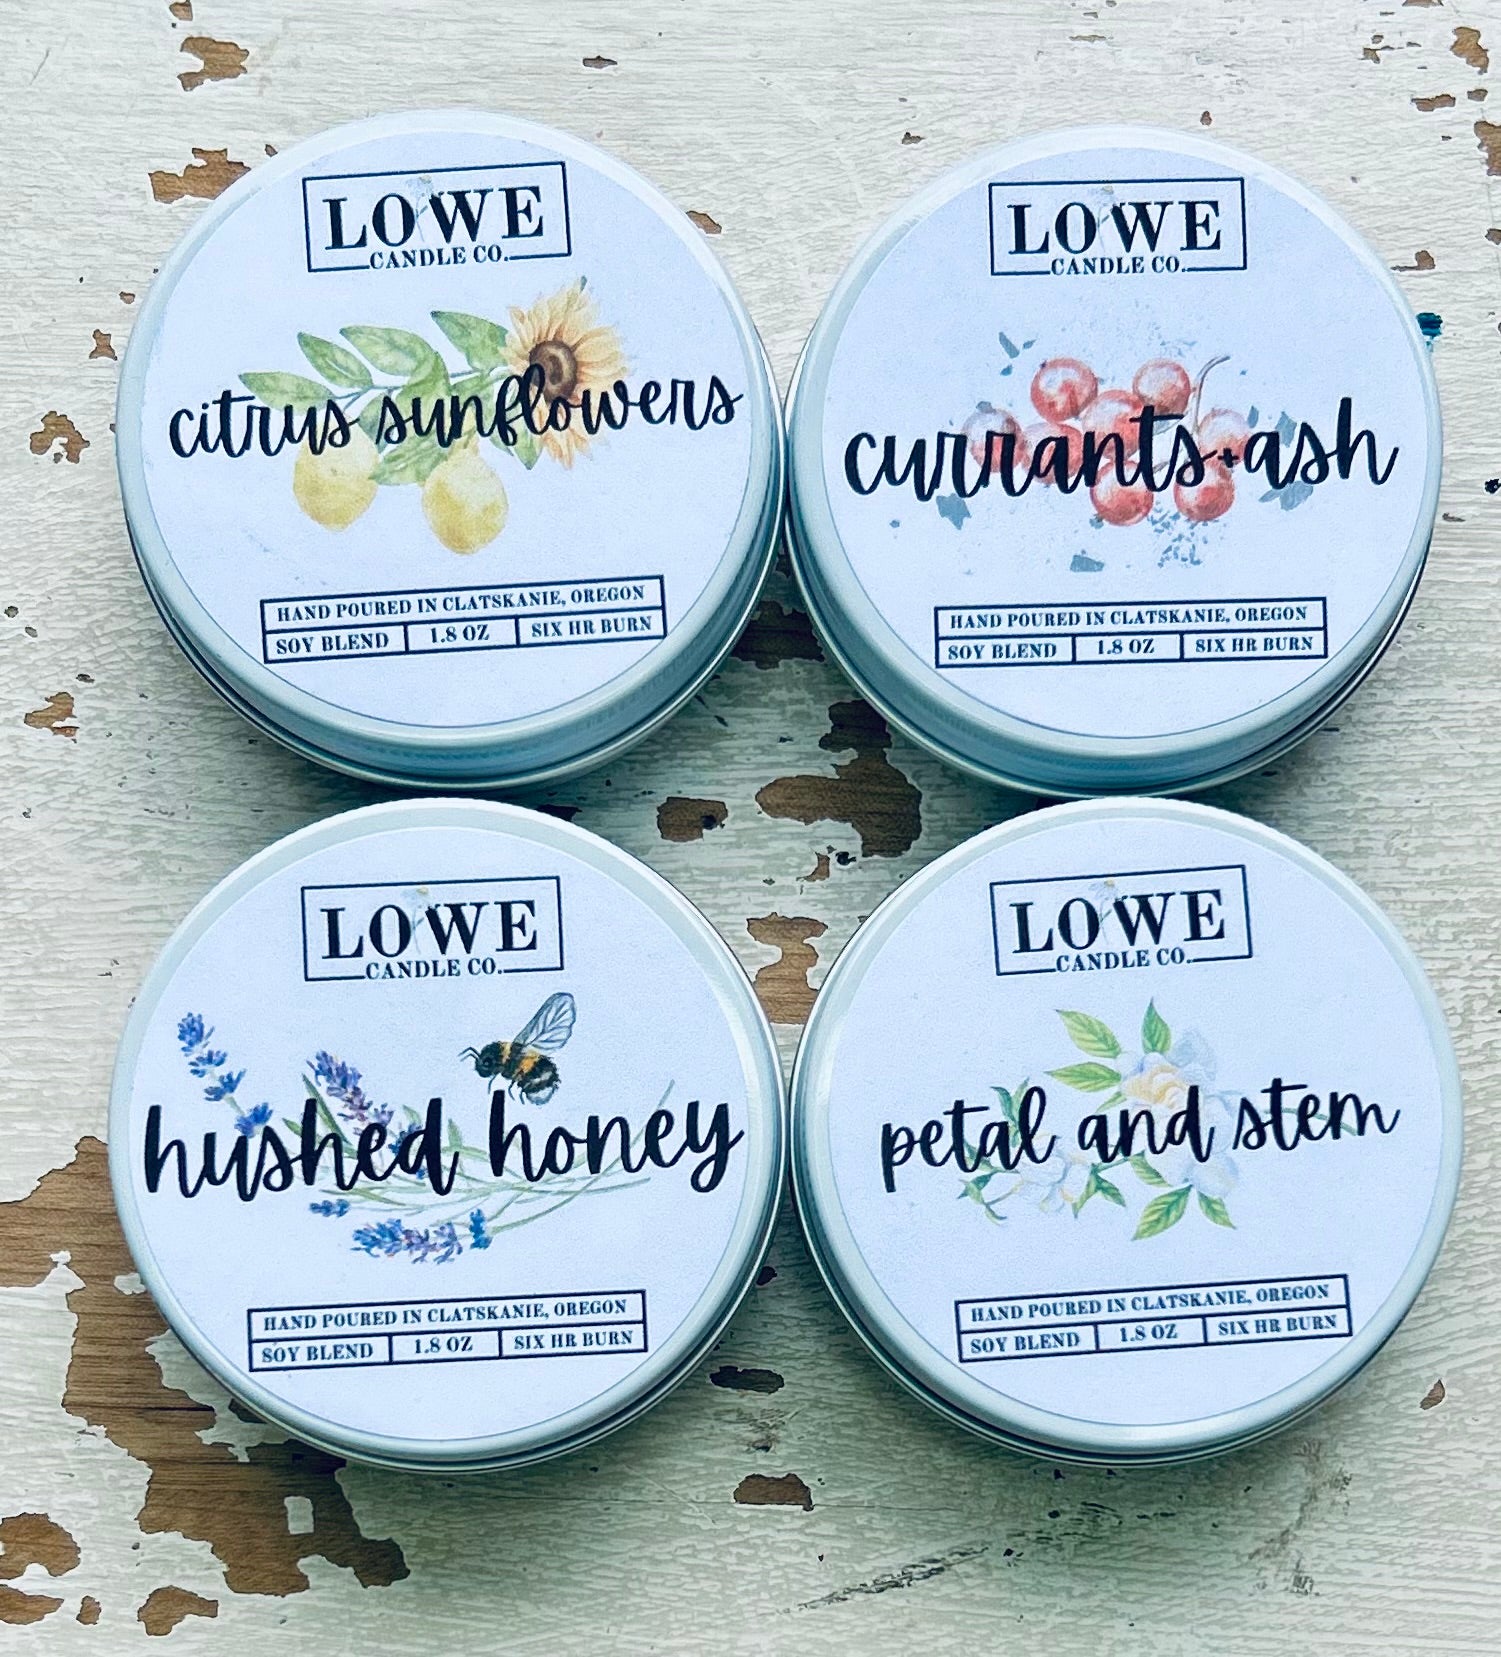 LOWE
CANDLE CO.
citrus sunflowers
HAND POURED IN CLATSKANIE, OREGON
SOY BLEND 1.8 OZ SIX HR BURN
LOWE
CANDLE CO.
currants+ash
HAND POURED IN CLATSKANIE, OREGON
SOY BLEND 1.8 OZ SIX HR BURN
LOWE
CANDLE CO.
hushed honey
HAND POURED IN CLATSKANIE, OREGON
SOY BLEND 1.8 OZ SIX HR BURN
LOWE
CANDLE CO.
petal and stem
HAND POURED IN CLATSKANIE, OREGON
SOY BLEND 1.8 OZ SIX HR BURN